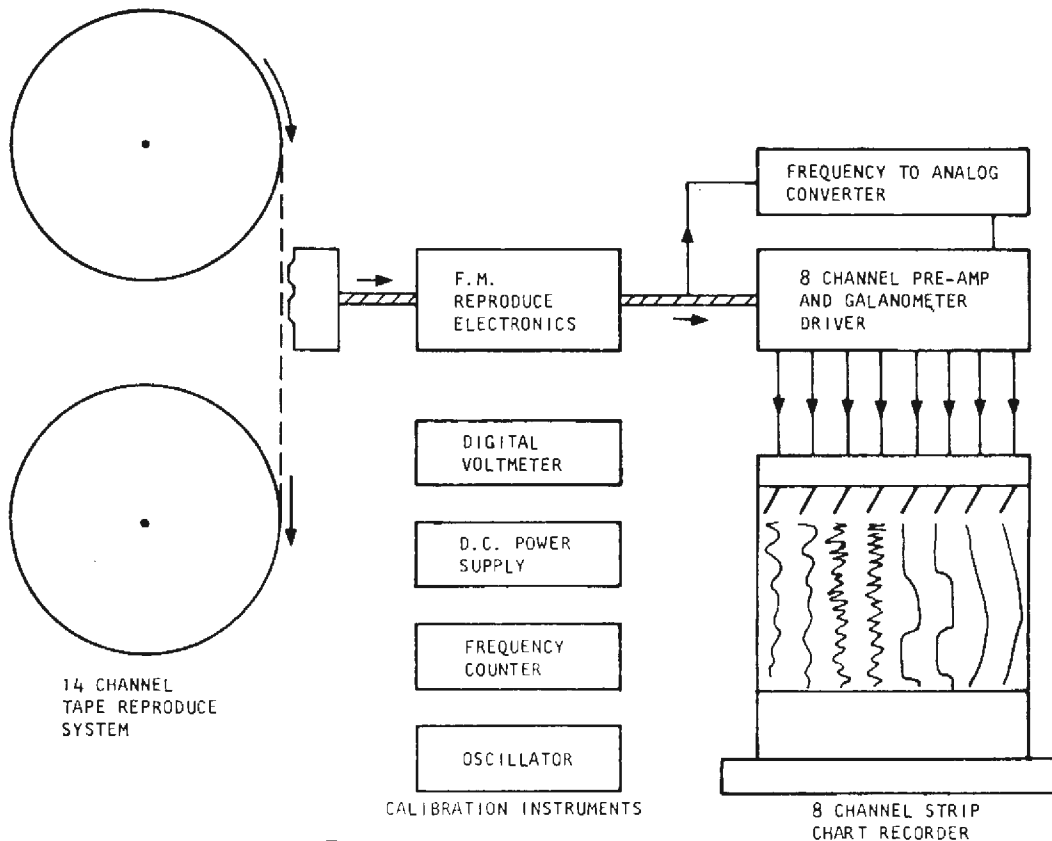 FREQUENCY TO ANALOG
CONVERTER
F.M.
REPRODUCE
ELECTRONICS
8 CHANNEL PRE-AMP
AND GALANOMETER
DRIVER
DIGITAL
VOLTMETER
D.C. POWER
SUPPLY
FREQUENCY
COUNTER
14 CHANNEL
TAPE REPRODUCE
SYSTEM
OSCILLATOR
CALIBRATION INSTRUMENTS
8 CHANNEL STRIP
CHART RECORDER